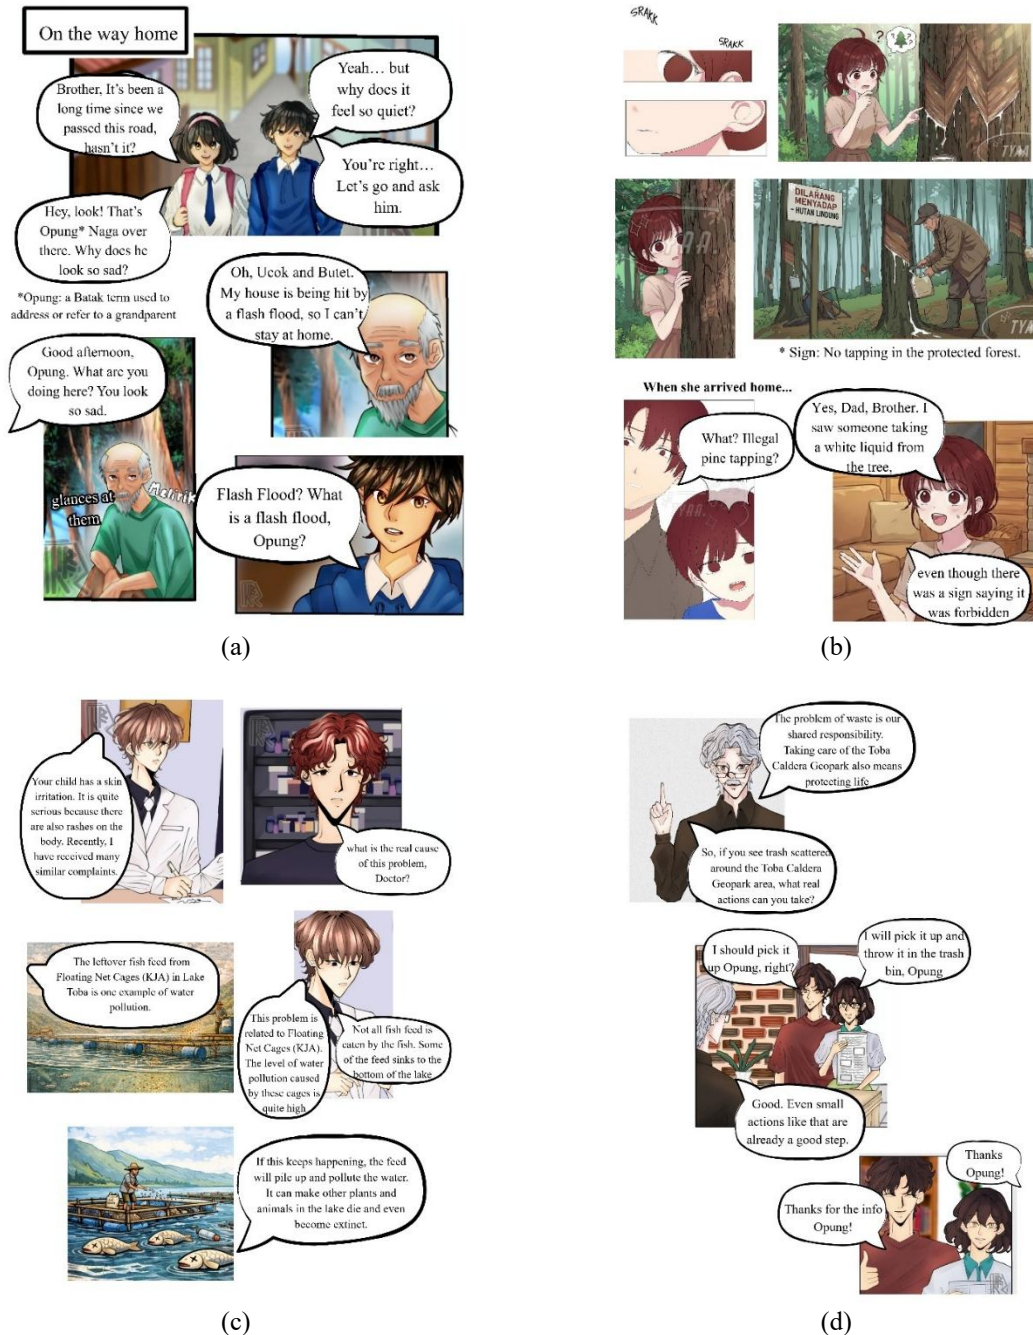 On the way home
Brother, It's been a
long time since we
passed this road,
hasn't it?
Yeah... but
why does it
feel so quiet?
You're right...
Let's go and ask
him.
Hey, look! That's
Opung* Naga over
there. Why does he
look so sad?
*Opung: a Batak term used to
address or refer to a grandparent
Oh, Ucok and Butet.
My house is being hit by
a flash flood, so I can't
stay at home.
Good afternoon,
Opung. What are you
doing here? You look
so sad.
glances at
them
Melirik
Flash Flood? What
is a flash flood,
Opung?
(a)
SRAKK
SRAKK
?
TYAA
TYAA.
DILARANG
MENYADAP
- HUTAN LINDUNG
TYA
* Sign: No tapping in the protected forest.
When she arrived home...
What? Illegal
pine tapping?
TYAA.
Yes, Dad, Brother. I
saw someone taking
a white liquid from
the tree,
even though there
was a sign saying it
was forbidden
(b)
Your child has a skin
irritation. It is quite
serious because there
are also rashes on the
body. Recently, I
have received many
similar complaints.
what is the real cause
of this problem,
Doctor?
The leftover fish feed from
Floating Net Cages (KJA) in Lake
Toba is one example of water
pollution.
This problem is
related to Floating
Net Cages (KJA).
The level of water
pollution caused
by these cages is
quite high
Not all fish feed is
eaten by the fish. Some
of the feed sinks to the
bottom of the lake
If this keeps happening, the feed
will pile up and pollute the water.
It can make other plants and
animals in the lake die and even
become extinct.
(c)
The problem of waste is our
shared responsibility.
Taking care of the Toba
Caldera Geopark also means
protecting life
So, if you see trash scattered
around the Toba Caldera
Geopark area, what real
actions can you take?
I should pick it
up Opung, right?
I will pick it up and
throw it in the trash
bin, Opung
Good. Even small
actions like that are
already a good step.
Thanks
Opung!
Thanks for the info
Opung!
(d)